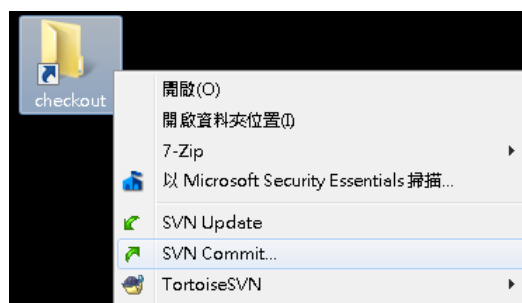 checkout
開啟(O)
開啟資料夾位置(I)
7-Zip
以 Microsoft Security Essentials 掃描...
SVN Update
SVN Commit...
TortoiseSVN